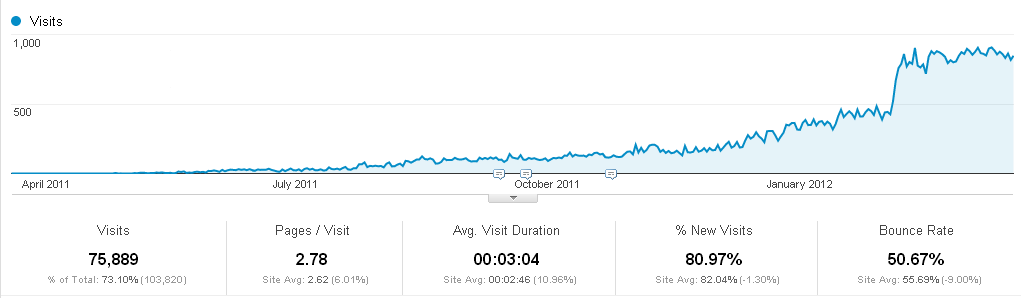 Visits
1,000
500
April 2011 July 2011 October 2011 January 2012
Visits Pages / Visit Avg. Visit Duration % New Visits Bounce Rate
75,889 2.78 00:03:04 80.97% 50.67%
% of Total: 73.10% (103,820) Site Avg: 2.62 (6.01%) Site Avg: 00:02:46 (10.96%) Site Avg: 82.04% (-1.30%) Site Avg: 55.69% (-9.00%)